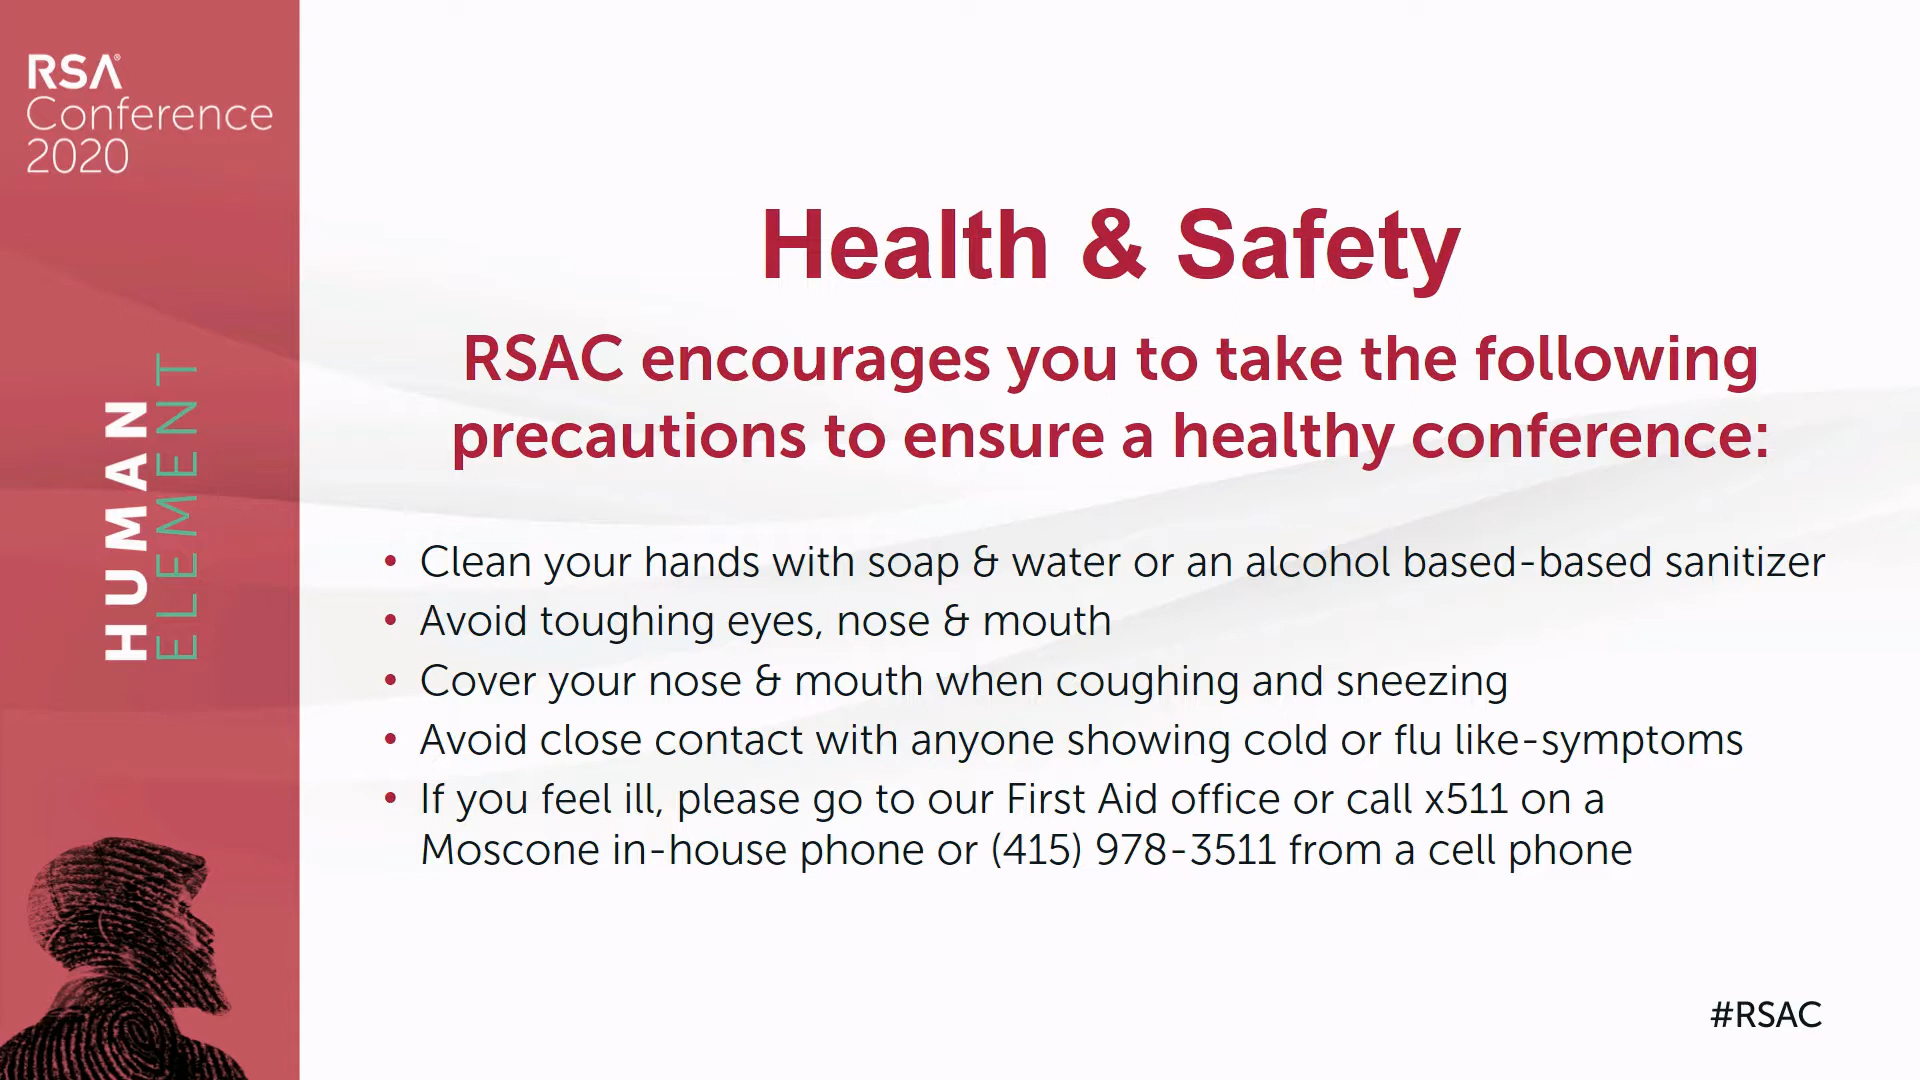 RSA®
Conference
2020
HUMAN
ELEMENT
Health & Safety
RSAC encourages you to take the following
precautions to ensure a healthy conference:
• Clean your hands with soap & water or an alcohol based-based sanitizer
• Avoid toughing eyes, nose & mouth
• Cover your nose & mouth when coughing and sneezing
• Avoid close contact with anyone showing cold or flu like-symptoms
• If you feel ill, please go to our First Aid office or call x511 on a
Moscone in-house phone or (415) 978-3511 from a cell phone
#RSAC